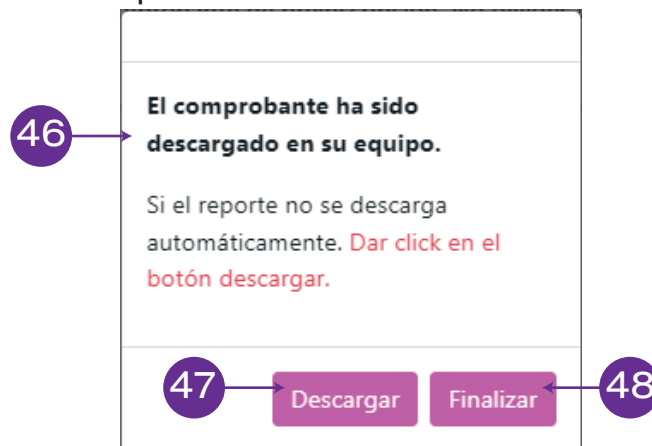 46
El comprobante ha sido
descargado en su equipo.
Si el reporte no se descarga
automáticamente. Dar click en el
botón descargar.
47
Descargar
Finalizar
48